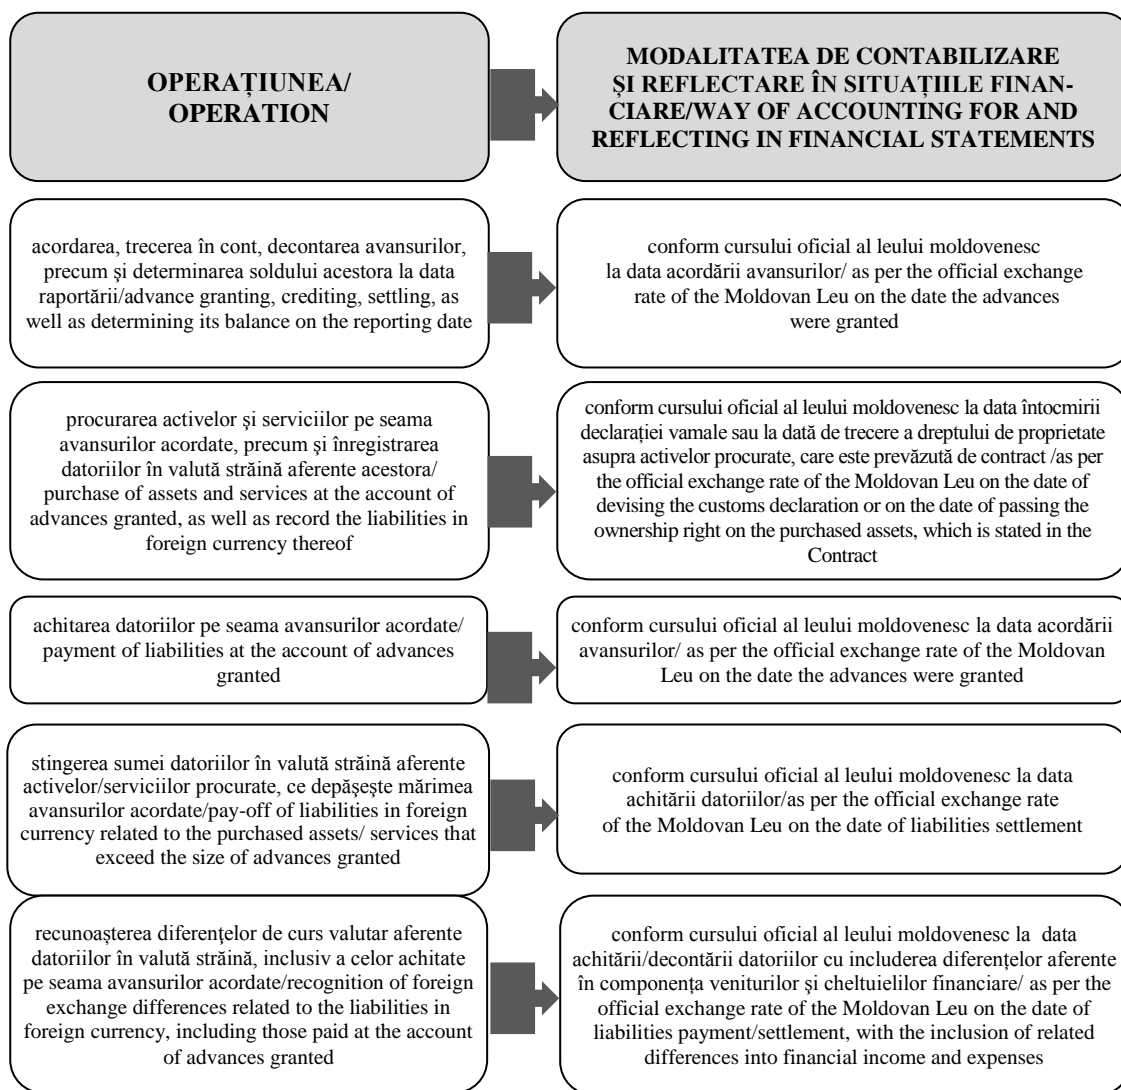 OPERAȚIUNEA/
OPERATION
MODALITATEA DE CONTABILIZARE
ȘI REFLECTARE ÎN SITUAȚIILE FINAN-
CIARE/WAY OF ACCOUNTING FOR AND
REFLECTING IN FINANCIAL STATEMENTS
acordarea, trecerea în cont, decontarea avansurilor,
precum și determinarea soldului acestora la data
raportării/advance granting, crediting, settling, as
well as determining its balance on the reporting date
conform cursului oficial al leului moldovenesc
la data acordării avansurilor/ as per the official exchange
rate of the Moldovan Leu on the date the advances
were granted
procurarea activelor şi serviciilor pe seama
avansurilor acordate, precum și înregistrarea
datoriilor în valută străină aferente acestora/
purchase of assets and services at the account of
advances granted, as well as record the liabilities in
foreign currency thereof
conform cursului oficial al leului moldovenesc la data întocmirii
declarației vamale sau la dată de trecere a dreptului de proprietate
asupra activelor procurate, care este prevăzută de contract /as per
the official exchange rate of the Moldovan Leu on the date of
devising the customs declaration or on the date of passing the
ownership right on the purchased assets, which is stated in the
Contract
achitarea datoriilor pe seama avansurilor acordate/
payment of liabilities at the account of advances
granted
conform cursului oficial al leului moldovenesc la data acordării
avansurilor/ as per the official exchange rate of the Moldovan
Leu on the date the advances were granted
stingerea sumei datoriilor în valută străină aferente
activelor/serviciilor procurate, ce depășește mărimea
avansurilor acordate/pay-off of liabilities in foreign
currency related to the purchased assets/ services that
exceed the size of advances granted
conform cursului oficial al leului moldovenesc la data
achitării datoriilor/as per the official exchange rate
of the Moldovan Leu on the date of liabilities settlement
recunoașterea diferenţelor de curs valutar aferente
datoriilor în valută străină, inclusiv a celor achitate
pe seama avansurilor acordate/recognition of foreign
exchange differences related to the liabilities in
foreign currency, including those paid at the account
of advances granted
conform cursului oficial al leului moldovenesc la  data
achitării/decontării datoriilor cu includerea diferențelor aferente
în componența veniturilor și cheltuielilor financiare/ as per the
official exchange rate of the Moldovan Leu on the date of
liabilities payment/settlement, with the inclusion of related
differences into financial income and expenses